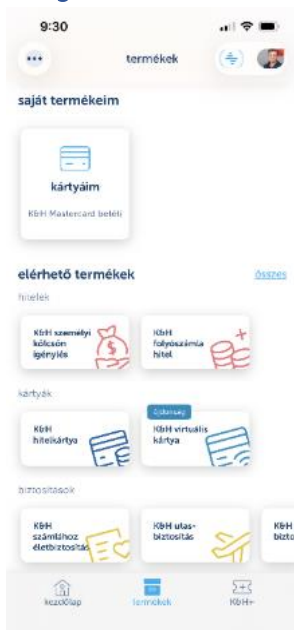 9:30
termékek
saját termékeim
kártyáim
K&H Mastercard betéti
elérhető termékek
összes
hitelek
K&H személyi
kölcsön
igénylés
K&H
folyószámla
hitel
kártyák
újdonság
K&H
hitelkártya
K&H virtuális
kártya
biztosítások
K&H
számlához
életbiztosítás
K&H utas-
biztosítás
K&H
bizto
kezdőlap
termékek
K&H+